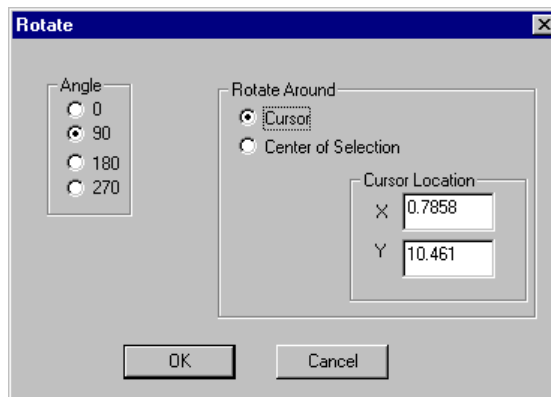 Rotate
Angle
0
90
180
270
Rotate Around
Cursor
Center of Selection
Cursor Location
X 0.7858
Y 10.461
OK Cancel